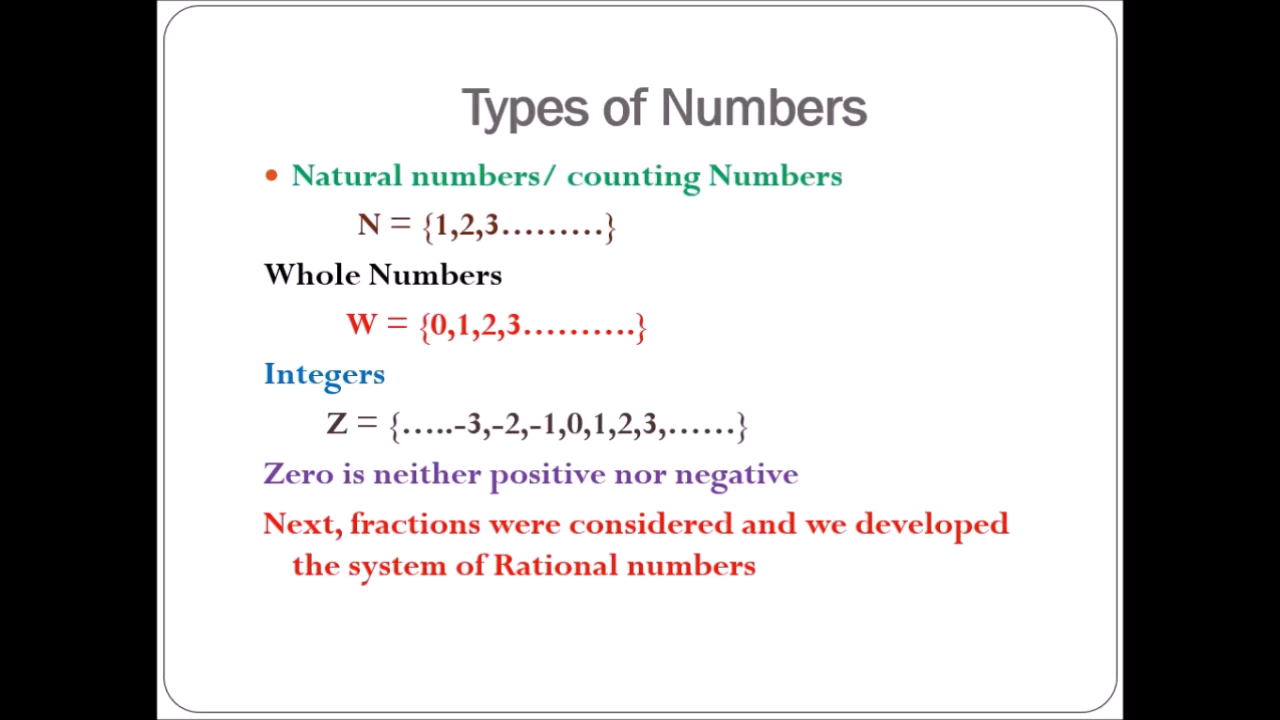 Types of Numbers
• Natural numbers/ counting Numbers
N = {1,2,3.........}
Whole Numbers
W = {0,1,2,3..........}
Integers
Z = {.....-3,-2,-1,0,1,2,3,......}
Zero is neither positive nor negative
Next, fractions were considered and we developed
the system of Rational numbers